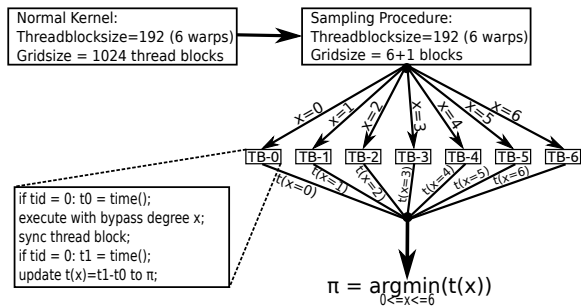 Normal Kernel:
Threadblocksize=192 (6 warps)
Gridsize = 1024 thread blocks
Sampling Procedure:
Threadblocksize=192 (6 warps)
Gridsize = 6+1 blocks
x=0
x=1
x=2
x=3
x=4
x=5
x=6
TB-0
TB-1
TB-2
TB-3
TB-4
TB-5
TB-6
t(x=0)
t(x=1)
t(x=2)
t(x=3)
t(x=4)
t(x=5)
t(x=6)
if tid = 0: t0 = time();
execute with bypass degree x;
sync thread block;
if tid = 0: t1 = time();
update t(x)=t1-t0 to π;
π = argmin(t(x))
0<=x<=6